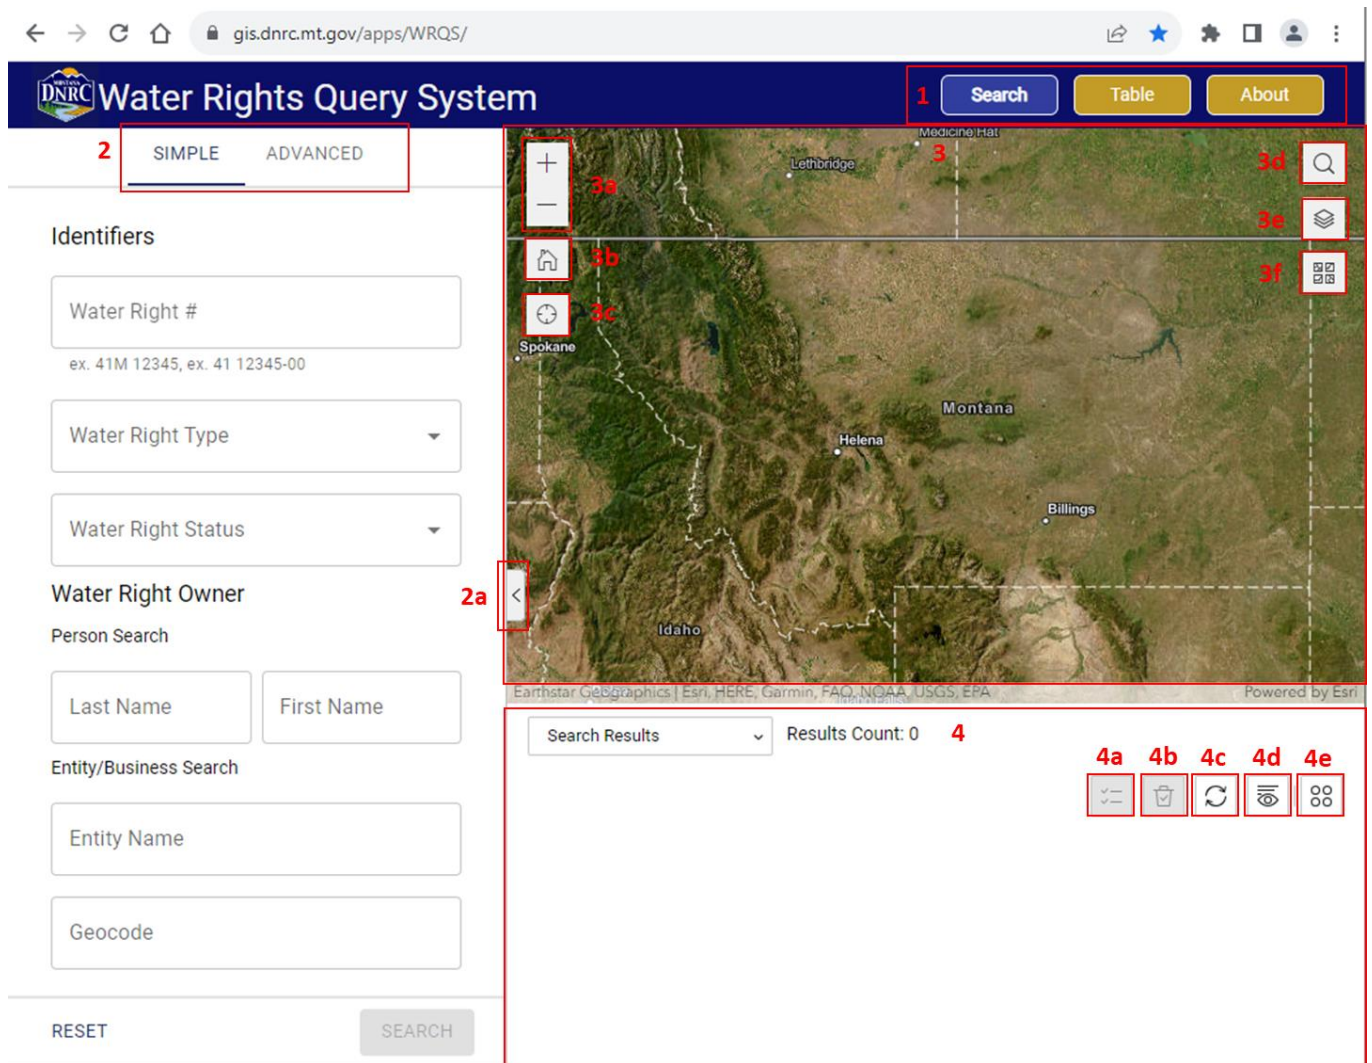 gis.dnrc.mt.gov/apps/WRQS/
MONTANA
DNRC
Water Rights Query System
1
Search
Table
About
2
SIMPLE
ADVANCED
Identifiers
Water Right #
ex. 41M 12345, ex. 41 12345-00
Water Right Type
Water Right Status
Water Right Owner
Person Search
Last Name
First Name
Entity/Business Search
Entity Name
Geocode
RESET
SEARCH
2a
Medicine Hat
3
Lethbridge
3a
3b
3c
3d
3e
3f
Spokane
Montana
Helena
Billings
Idaho
Idaho Falls
Earthstar Geographics | Esri, HERE, Garmin, FAO, NOAA, USGS, EPA
Powered by Esri
Search Results
Results Count: 0
4
4a
4b
4c
4d
4e